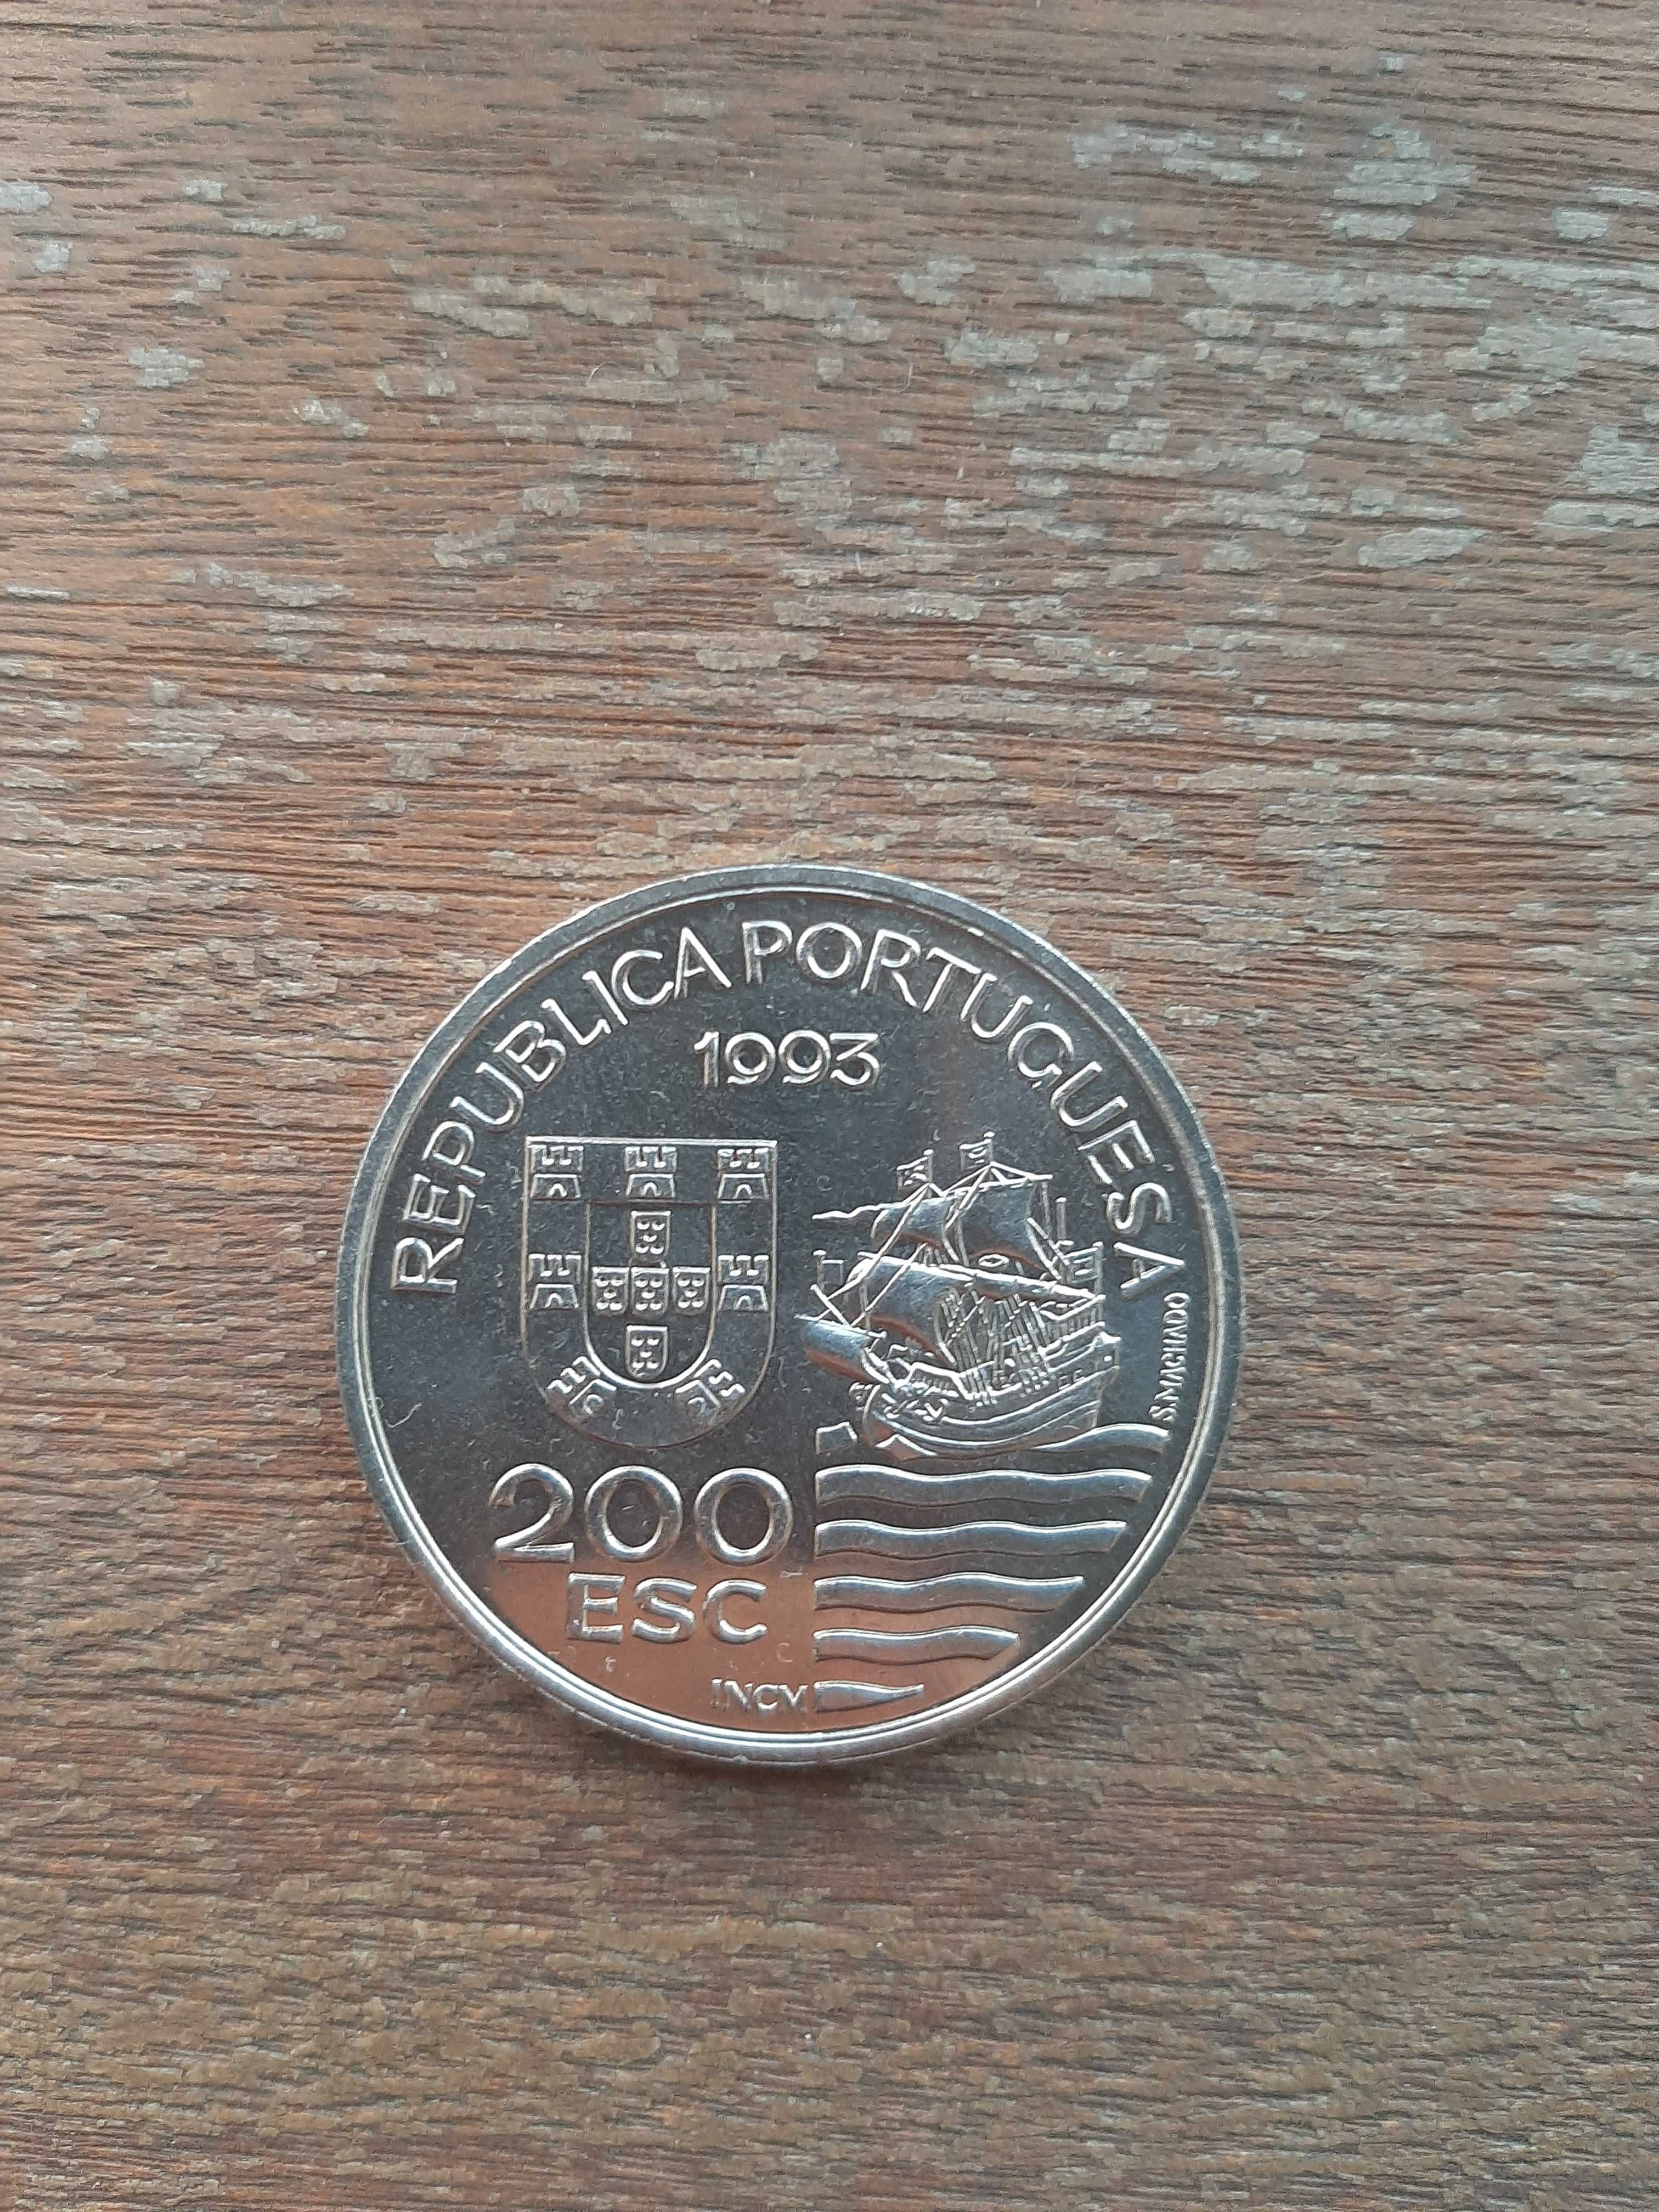 REPUBLICA PORTUGUESA
1993
S.MACHADO
200
ESC
INCM